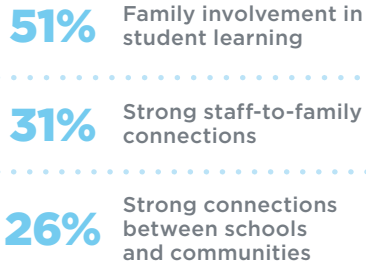 51% Family involvement in
student learning
31% Strong staff-to-family
connections
26% Strong connections
between schools
and communities